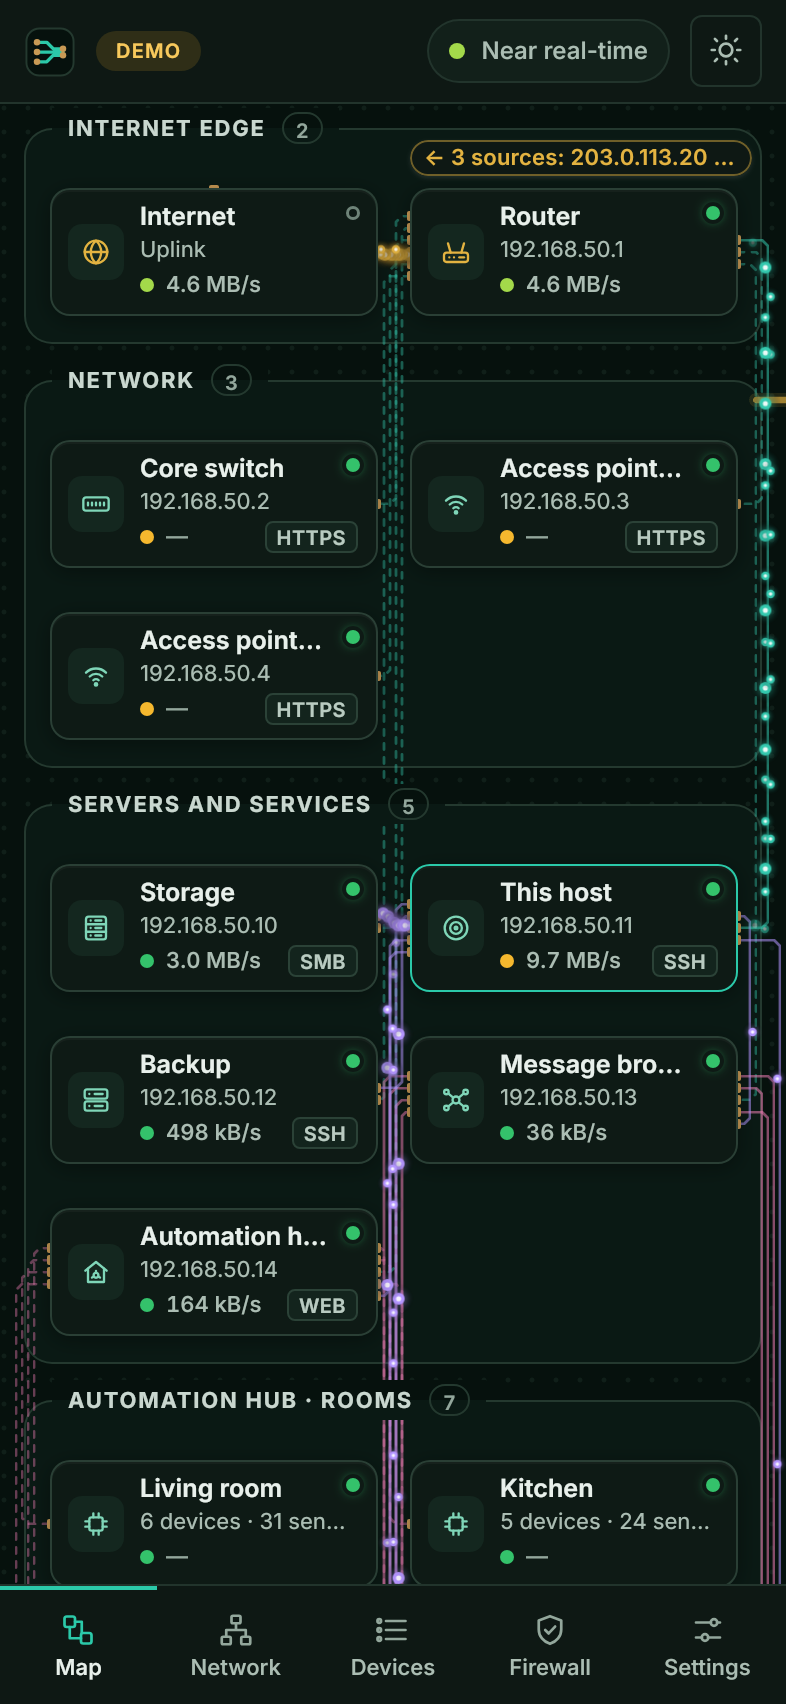 DEMO
Near real-time
INTERNET EDGE 2
← 3 sources: 203.0.113.20 ...
Internet
Uplink
4.6 MB/s
Router
192.168.50.1
4.6 MB/s
NETWORK 3
Core switch
192.168.50.2
— HTTPS
Access point...
192.168.50.3
— HTTPS
Access point...
192.168.50.4
— HTTPS
SERVERS AND SERVICES 5
Storage
192.168.50.10
3.0 MB/s SMB
This host
192.168.50.11
9.7 MB/s SSH
Backup
192.168.50.12
498 kB/s SSH
Message bro...
192.168.50.13
36 kB/s
Automation h...
192.168.50.14
164 kB/s WEB
AUTOMATION HUB · ROOMS 7
Living room
6 devices · 31 sen...
—
Kitchen
5 devices · 24 sen...
—
Map
Network
Devices
Firewall
Settings